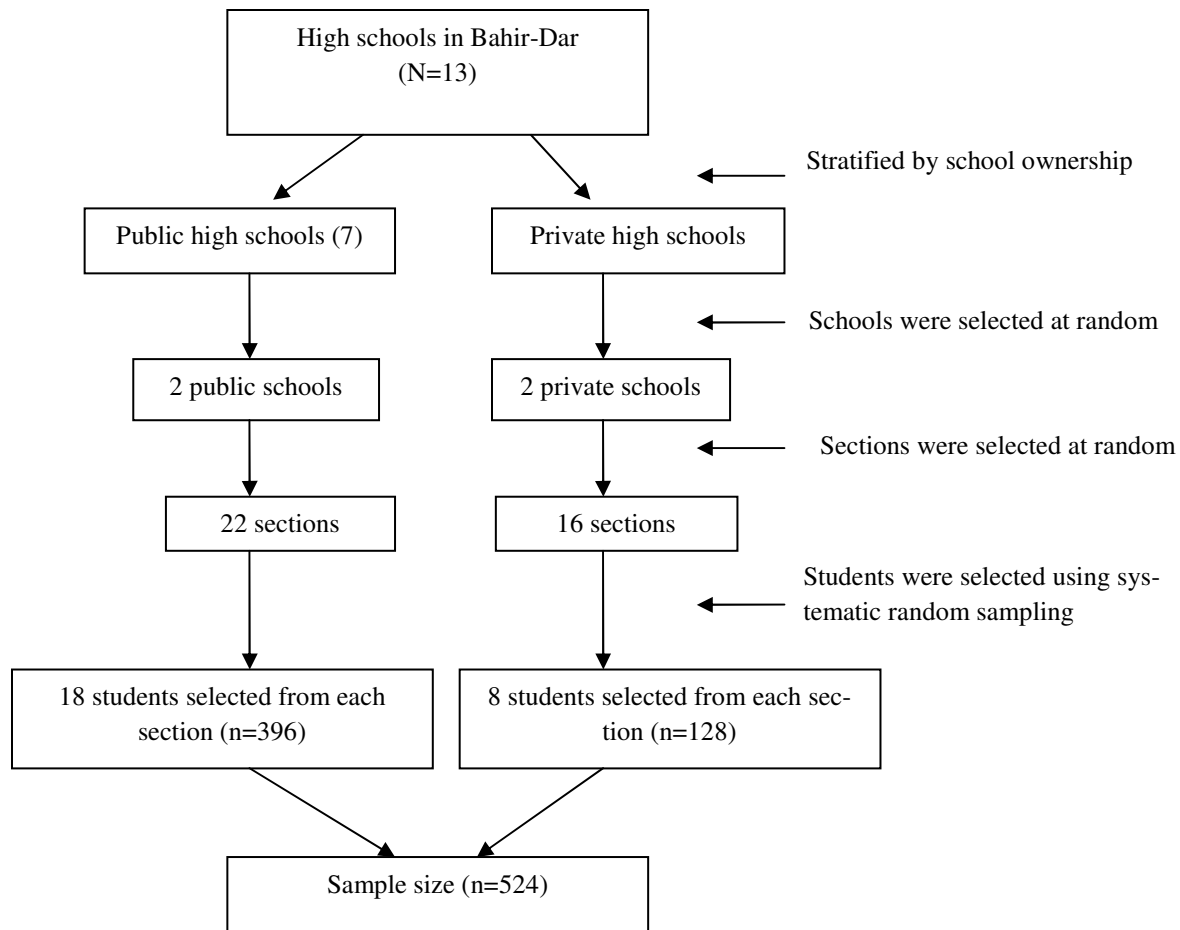 High schools in Bahir-Dar
(N=13)
Stratified by school ownership
Public high schools (7)
Private high schools
Schools were selected at random
2 public schools
2 private schools
Sections were selected at random
22 sections
16 sections
Students were selected using sys-
tematic random sampling
18 students selected from each
section (n=396)
8 students selected from each sec-
tion (n=128)
Sample size (n=524)